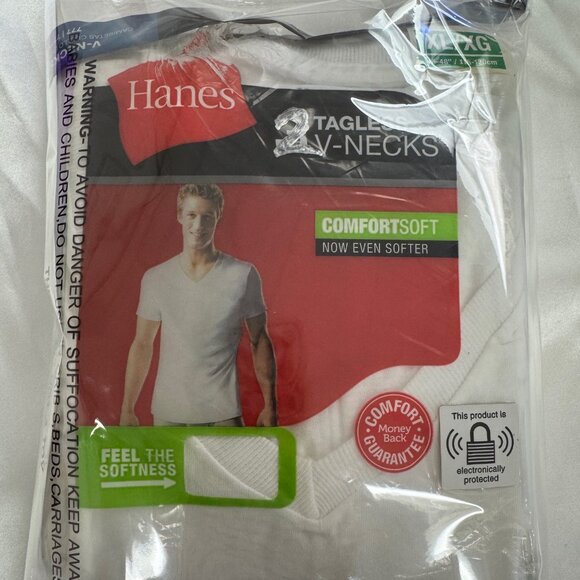 Hanes
XL/XG
2 TAGLESS
V-NECKS
COMFORTSOFT
NOW EVEN SOFTER
FEEL THE
SOFTNESS
COMFORT
Money
Back
GUARANTEE
This product is
electronically
protected
WARNING-TO AVOID DANGER OF SUFFOCATION KEEP
AND CHILDREN.DO NOT
BEDS,CARRIAGES